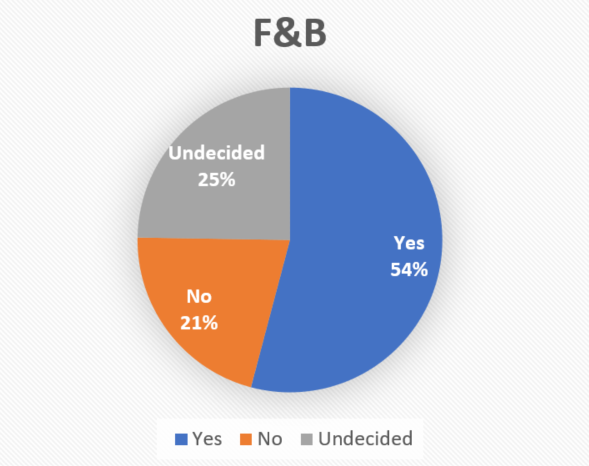 F&B
Undecided
25%
Yes
54%
No
21%
Yes No Undecided